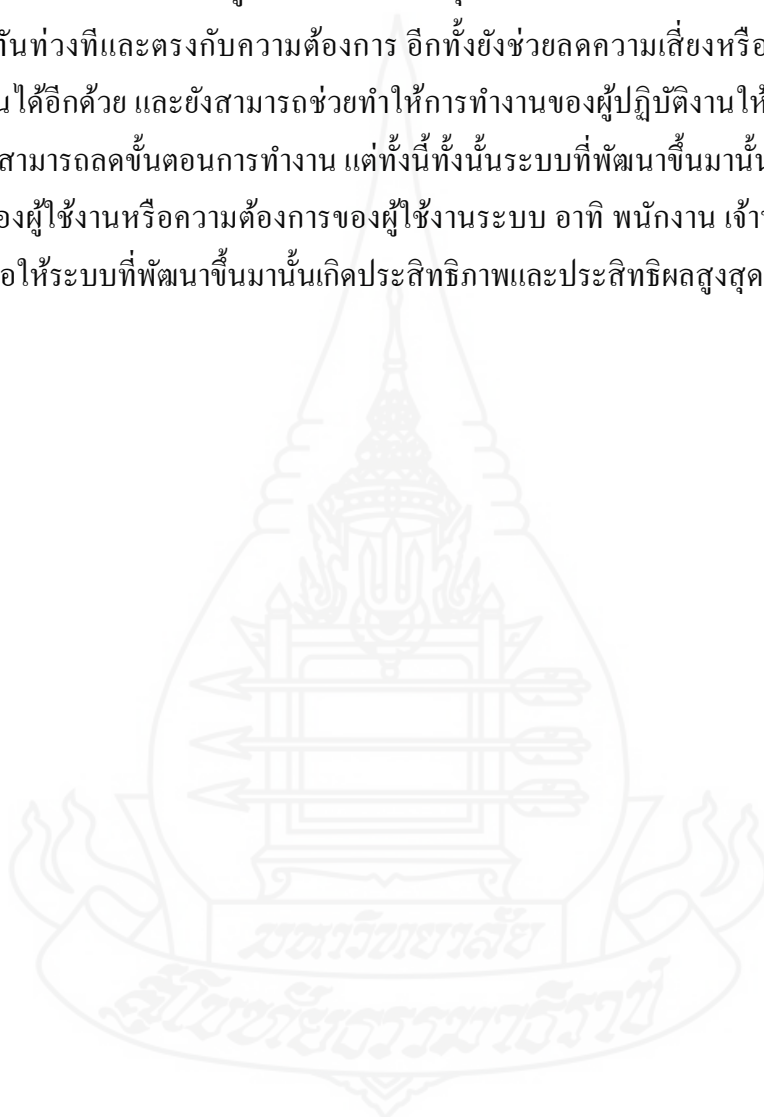 ทันท่วงทีและตรงกับความต้องการ อีกทั้งยังช่วยลดความเสี่ยงหรือ
นได้อีกด้วย และยังสามารถช่วยทำให้การทำงานของผู้ปฏิบัติงานให้
สามารถลดขั้นตอนการทำงาน แต่ทั้งนี้ทั้งนั้นระบบที่พัฒนาขึ้นมานั้น
องผู้ใช้งานหรือความต้องการของผู้ใช้งานระบบ อาทิ พนักงาน เจ้า
อให้ระบบที่พัฒนาขึ้นมานั้นเกิดประสิทธิภาพและประสิทธิผลสูงสุด
มหาวิทยาลัย
สุโขทัยธรรมาธิราช